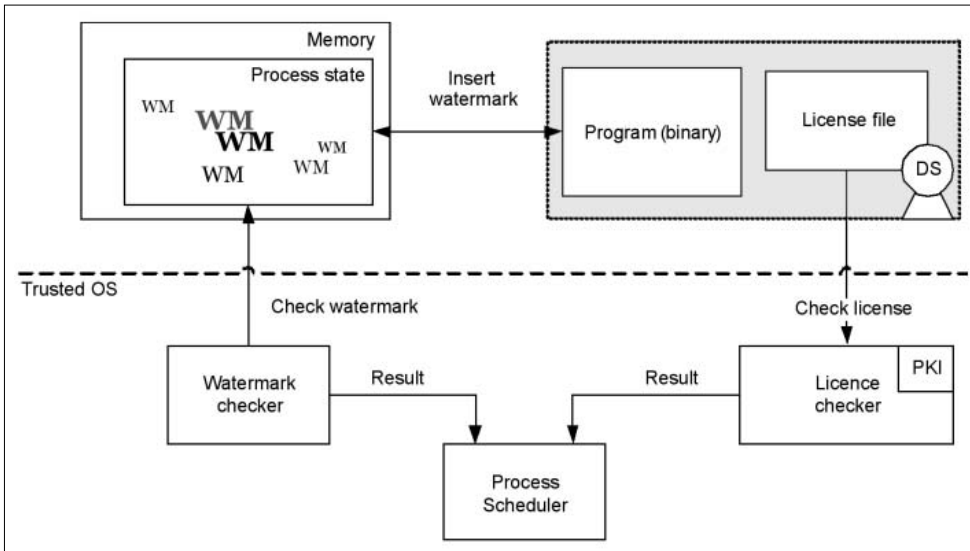 Memory
Process state
WM
WM
WM
WM
WM
WM
Insert
watermark
Program (binary)
License file
DS
Trusted OS
Check watermark
Check license
Watermark
checker
Result
Result
Licence
checker
PKI
Process
Scheduler